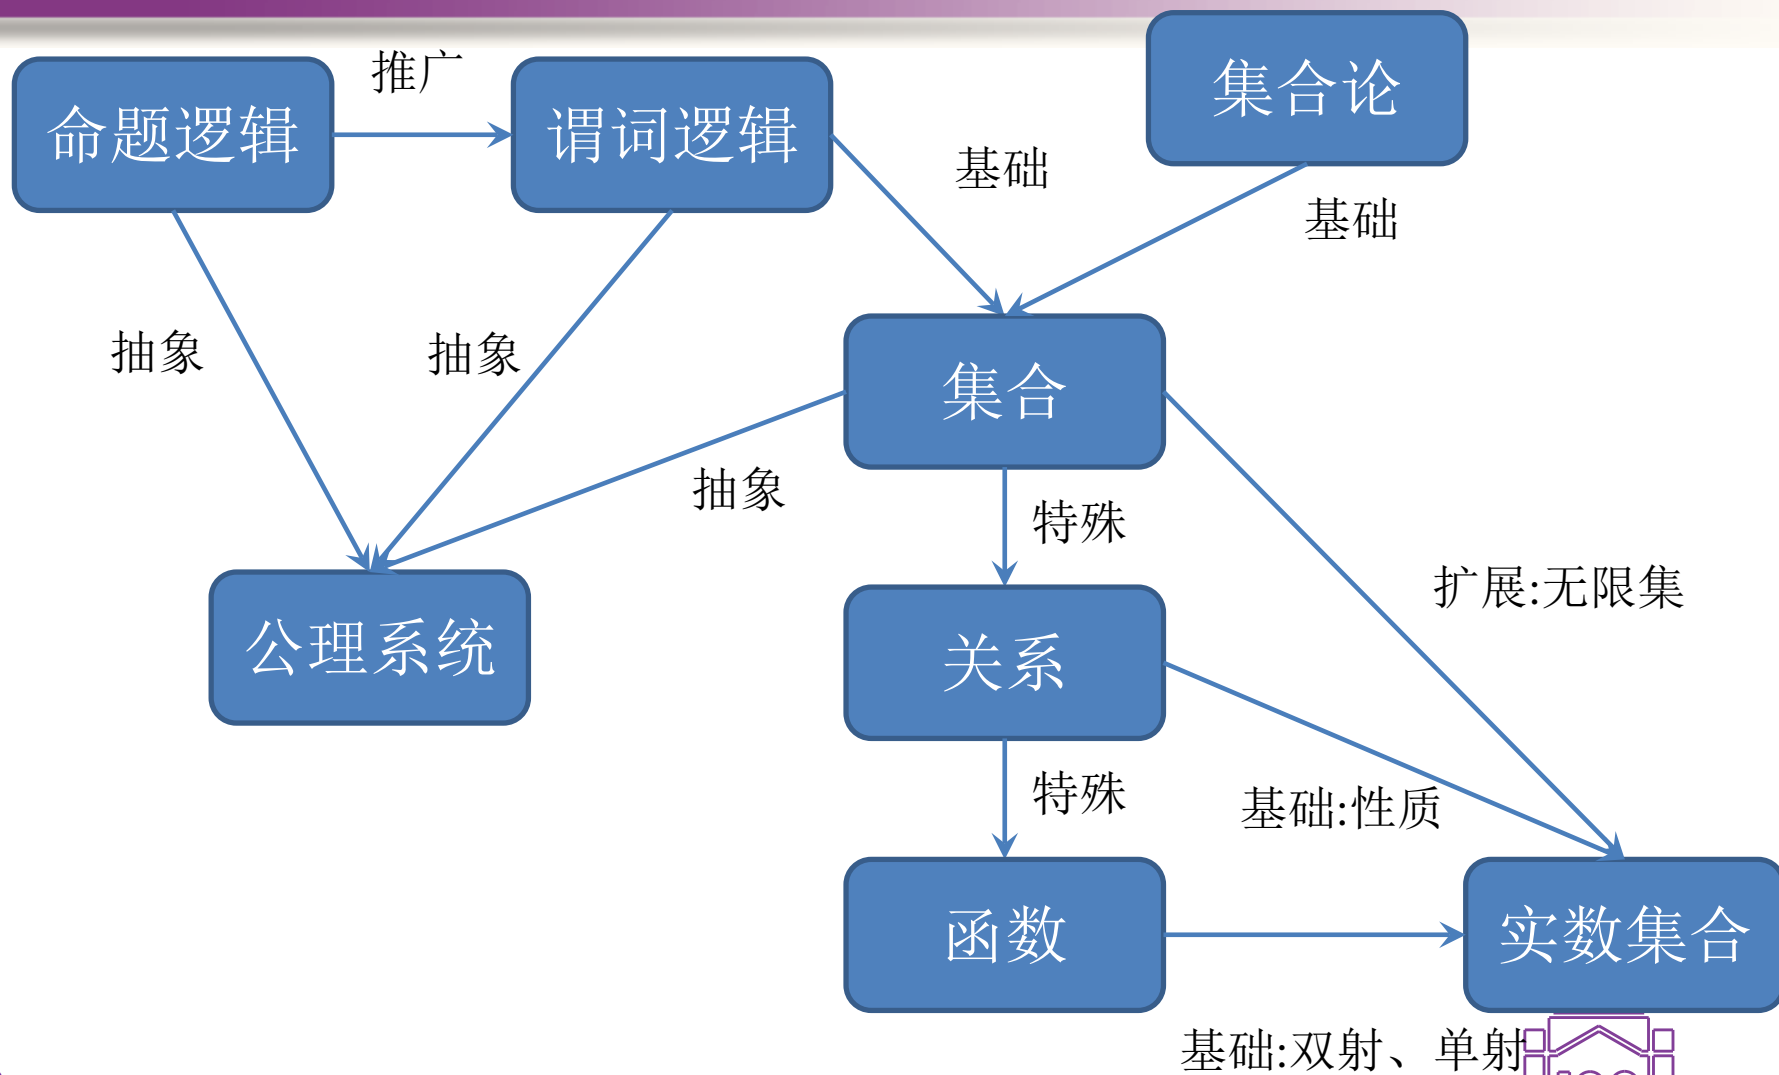 推广
集合论
命题逻辑
谓词逻辑
基础
基础
抽象
抽象
集合
抽象
特殊
扩展:无限集
公理系统
关系
特殊
基础:性质
函数
实数集合
基础:双射、单射